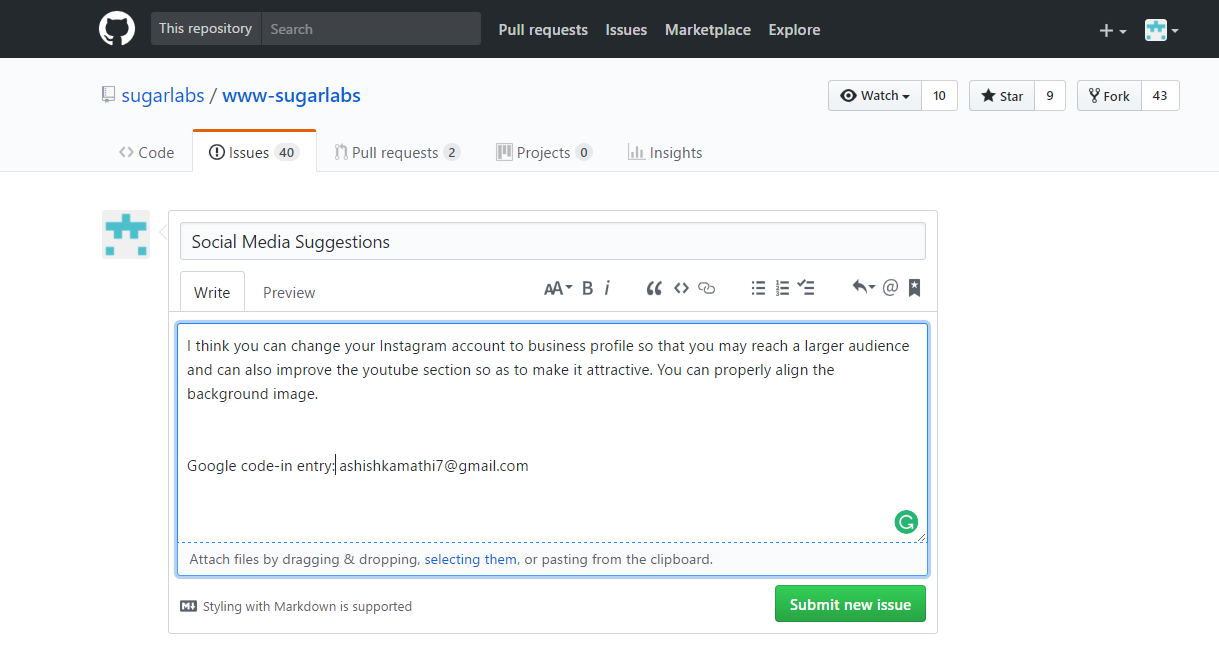 This repository Search Pull requests Issues Marketplace Explore
sugarlabs / www-sugarlabs Watch 10 Star 9 Fork 43
Code Issues 40 Pull requests 2 Projects 0 Insights
Social Media Suggestions
Write Preview AA B i
I think you can change your Instagram account to business profile so that you may reach a larger audience
and can also improve the youtube section so as to make it attractive. You can properly align the
background image.
Google code-in entry: ashishkamathi7@gmail.com
Attach files by dragging & dropping, selecting them, or pasting from the clipboard.
Styling with Markdown is supported Submit new issue